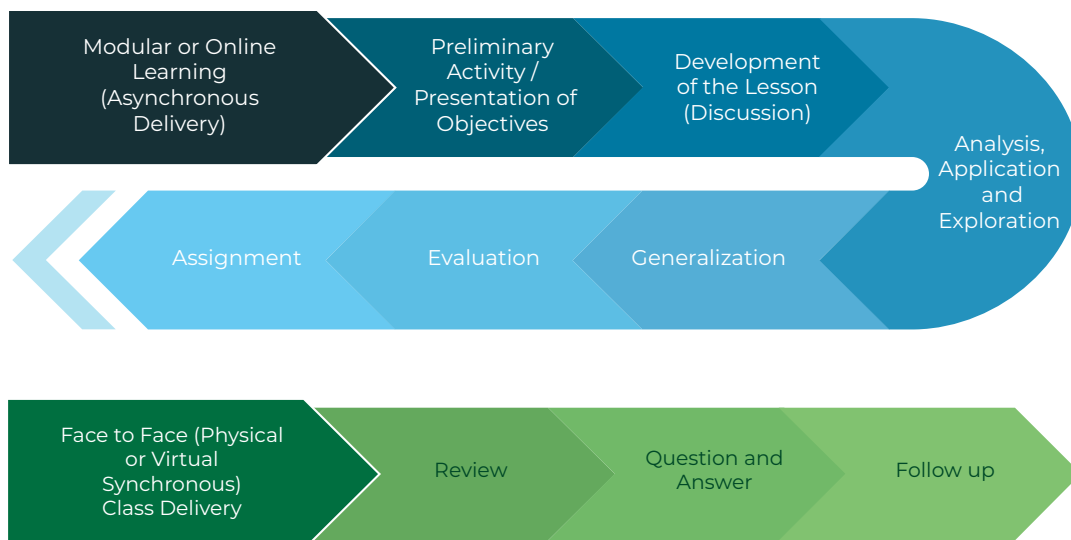 Modular or Online
Learning
(Asynchronous
Delivery)
Preliminary
Activity /
Presentation of
Objectives
Development
of the Lesson
(Discussion)
Analysis,
Application
and
Exploration
Generalization
Evaluation
Assignment
Face to Face (Physical
or Virtual
Synchronous)
Class Delivery
Review
Question and
Answer
Follow up